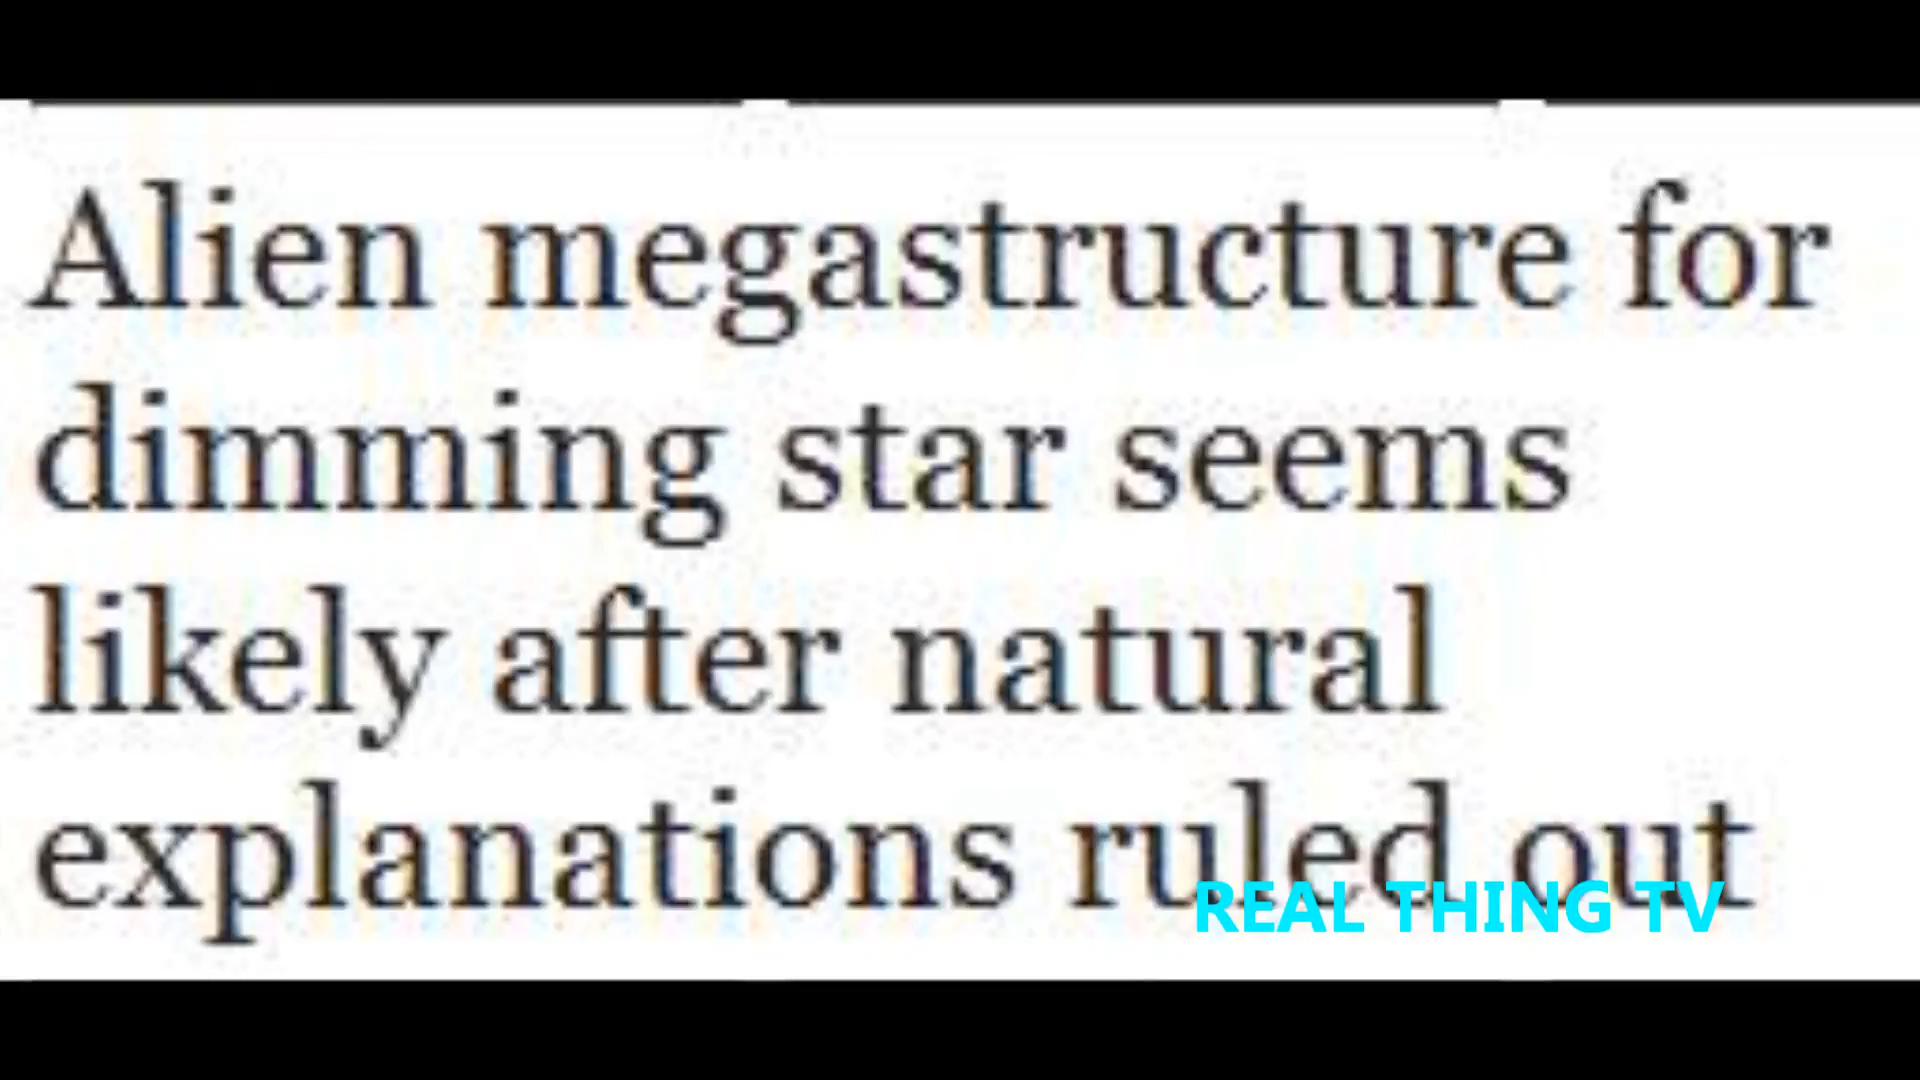 Alien megastructure for
dimming star seems
likely after natural
explanations ruled out
REAL THING TV